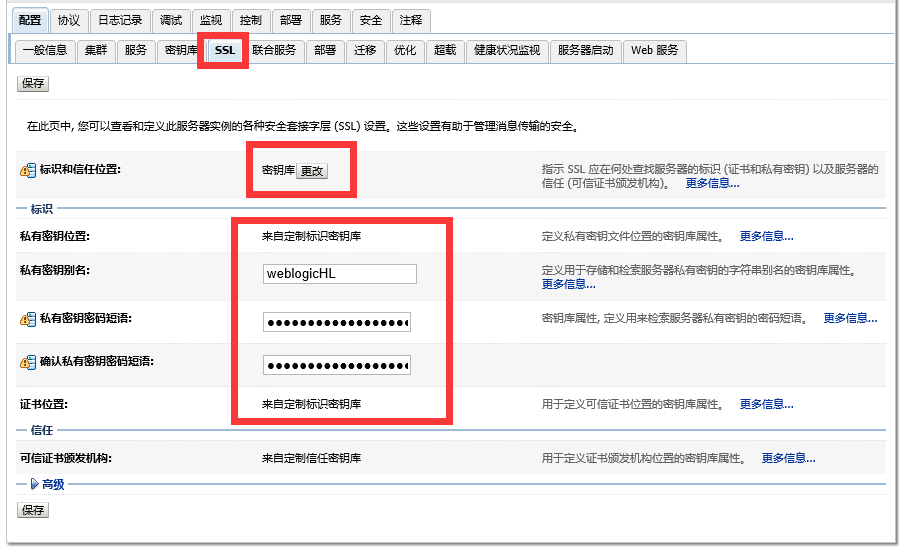 配置 协议 日志记录 调试 监视 控制 部署 服务 安全 注释
一般信息 集群 服务 密钥库 SSL 联合服务 部署 迁移 优化 超载 健康状况监视 服务器启动 Web 服务
保存
在此页中, 您可以查看和定义此服务器实例的各种安全套接字层 (SSL) 设置。这些设置有助于管理消息传输的安全。
标识和信任位置: 密钥库 更改 指示 SSL 应在何处查找服务器的标识 (证书和私有密钥) 以及服务器的
信任 (可信证书颁发机构)。 更多信息...
标识
私有密钥位置: 来自定制标识密钥库 定义私有密钥文件位置的密钥库属性。 更多信息...
私有密钥别名: weblogicHL 定义用于存储和检索服务器私有密钥的字符串别名的密钥库属性。
更多信息...
私有密钥密码短语: ●●●●●●●●●●●●●●●●●● 密钥库属性, 定义用来检索服务器私有密钥的密码短语。 更多信息...
确认私有密钥密码短语: ●●●●●●●●●●●●●●●●●●
证书位置: 来自定制标识密钥库 用于定义可信证书位置的密钥库属性。 更多信息...
信任
可信证书颁发机构: 来自定制信任密钥库 用于定义证书颁发机构位置的密钥库属性。 更多信息...
高级
保存